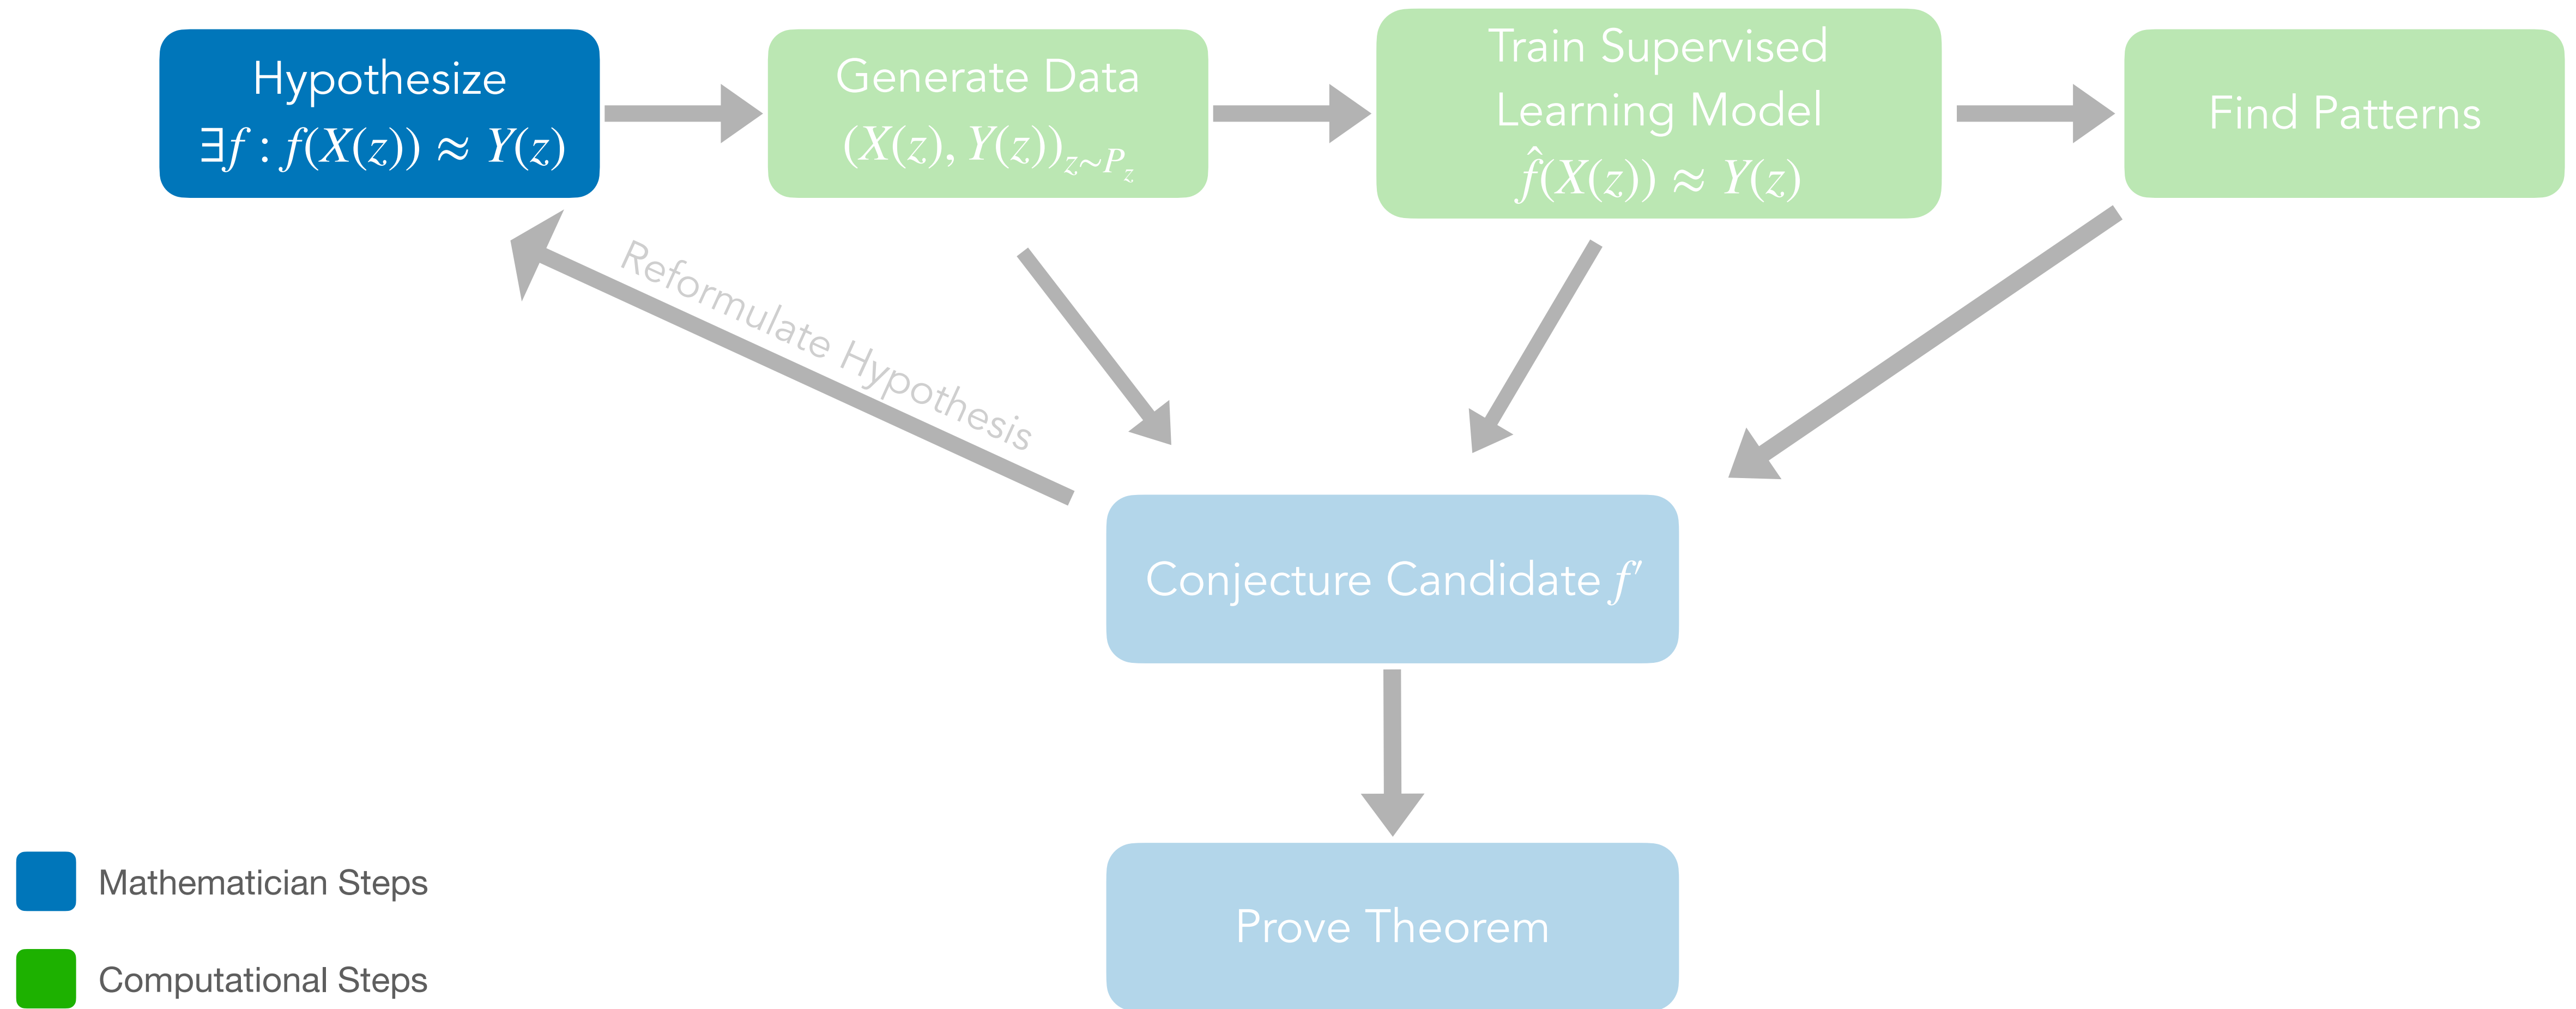 Hypothesize
∃f : f(X(z)) ≈ Y(z)
Generate Data
(X(z), Y(z))_{z∼P_z}
Train Supervised
Learning Model
f̂(X(z)) ≈ Y(z)
Find Patterns
Reformulate Hypothesis
Conjecture Candidate f′
Prove Theorem
Mathematician Steps
Computational Steps